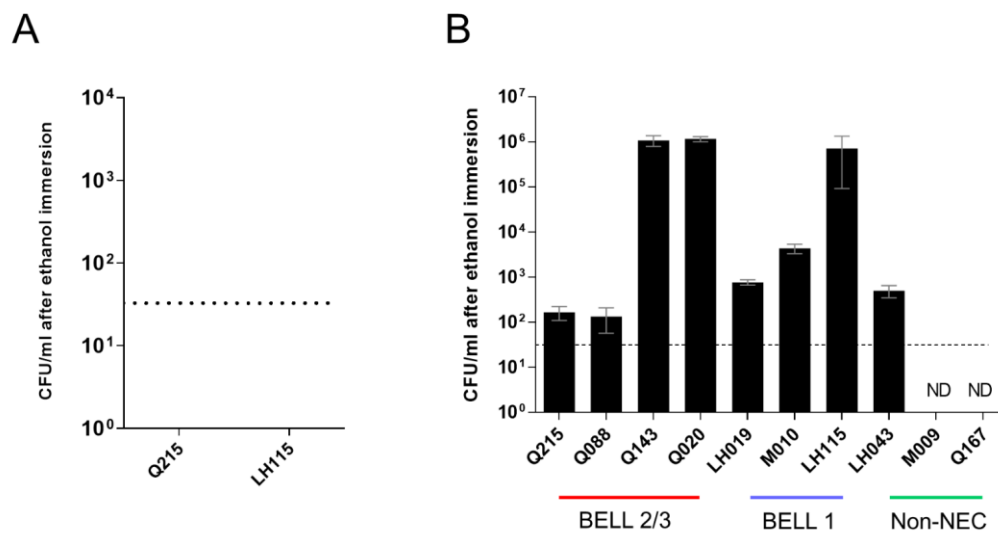 A
CFU/ml after ethanol immersion
10⁴
10³
10²
10¹
10⁰
Q215
LH115
B
CFU/ml after ethanol immersion
10⁷
10⁶
10⁵
10⁴
10³
10²
10¹
10⁰
ND ND
Q215
Q088
Q143
Q020
LH019
M010
LH115
LH043
M009
Q167
BELL 2/3 BELL 1 Non-NEC